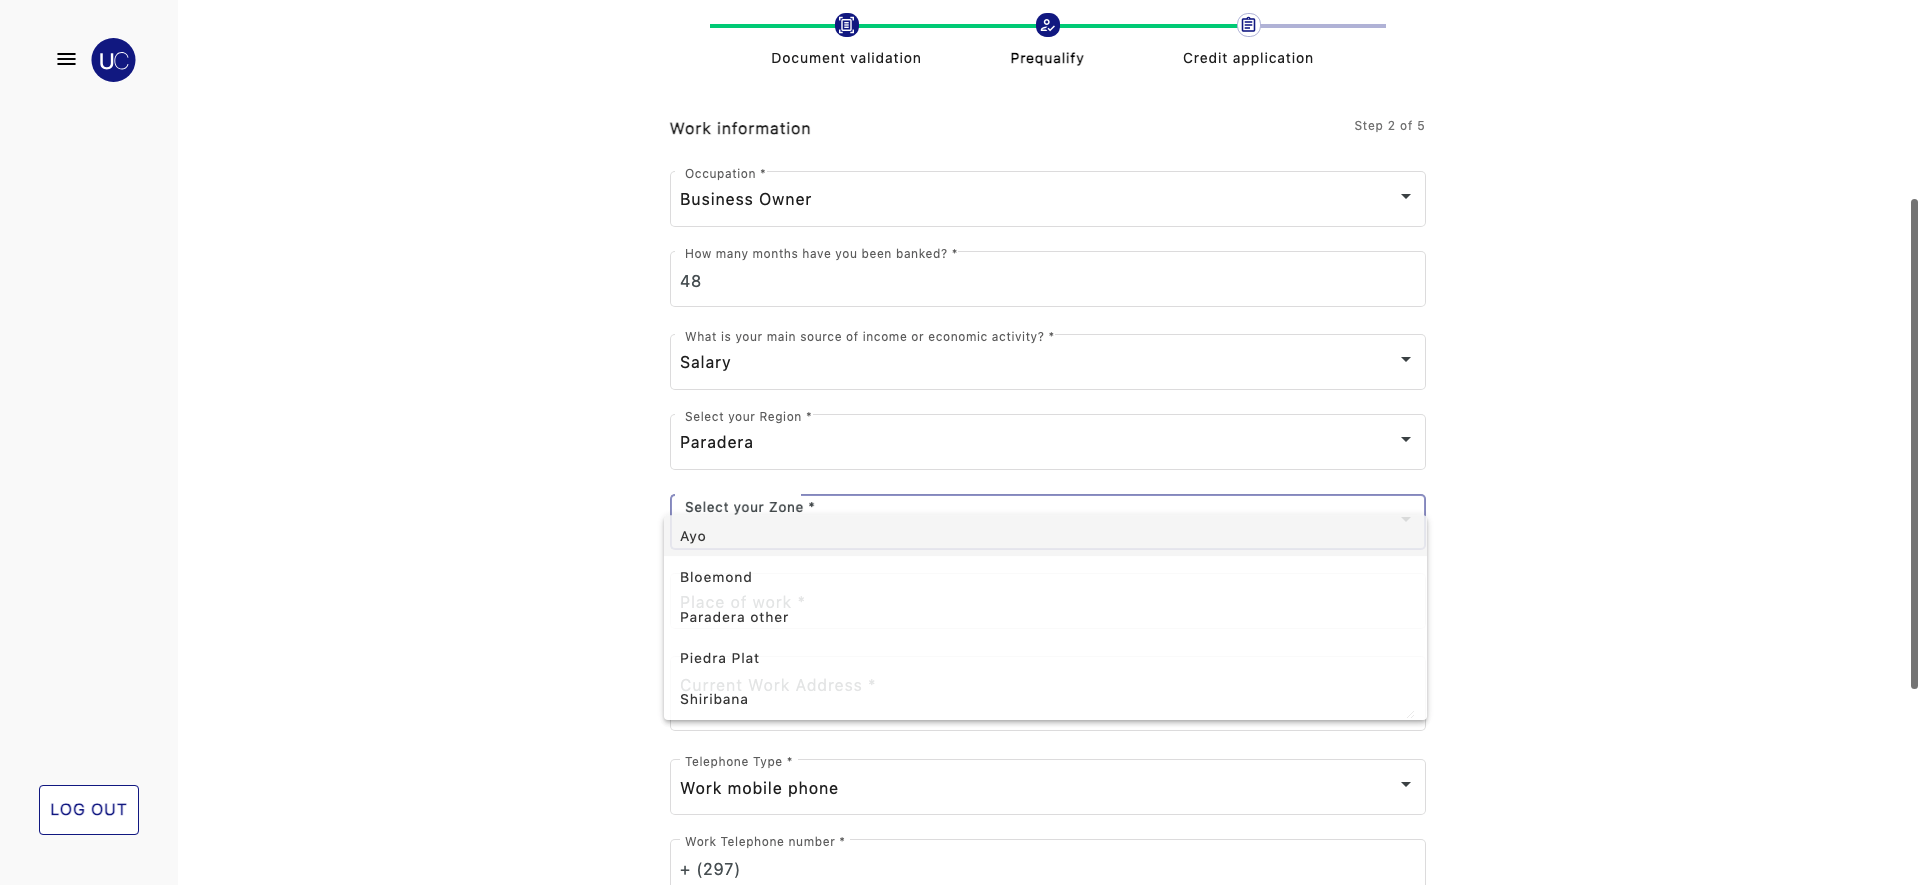 UC
Document validation
Prequalify
Credit application
Work information
Step 2 of 5
Occupation *
Business Owner
How many months have you been banked? *
48
What is your main source of income or economic activity? *
Salary
Select your Region *
Paradera
Select your Zone *
Ayo
Bloemond
Place of work *
Paradera other
Piedra Plat
Current Work Address *
Shiribana
Telephone Type *
Work mobile phone
LOG OUT
Work Telephone number *
+ (297)